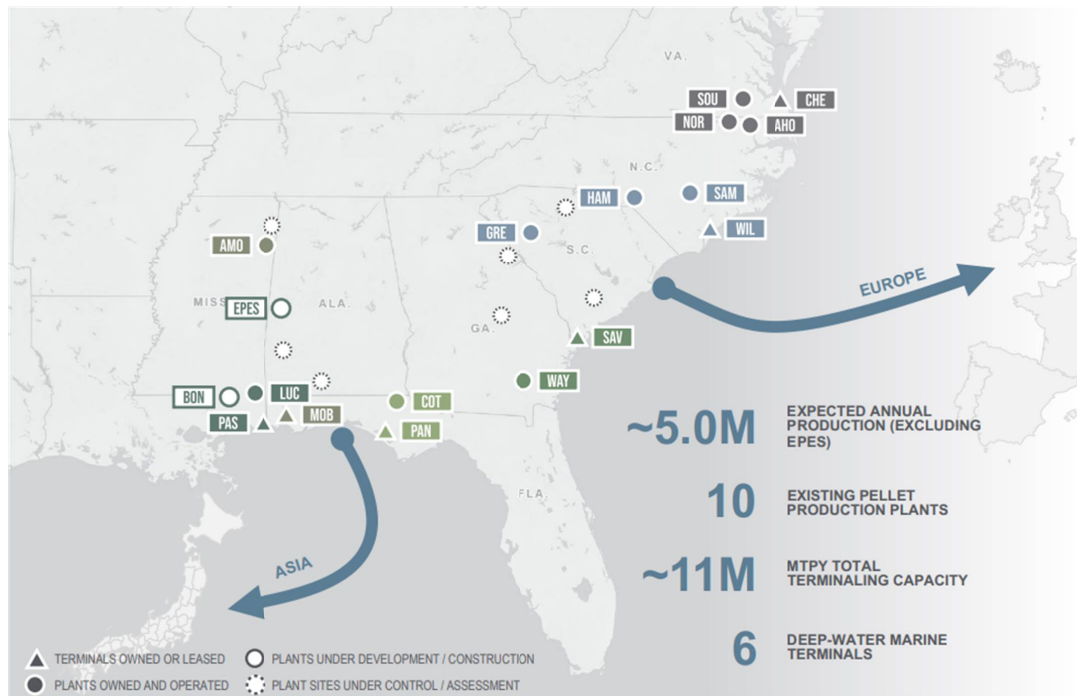 VA.
SOU
CHE
NOR
AHO
N.C.
HAM
SAM
GRE
WIL
S.C.
AMO
EUROPE
MISS
ALA.
EPES
GA.
SAV
BON
LUC
COT
WAY
PAS
MOB
PAN
FLA.
ASIA
~5.0M
EXPECTED ANNUAL
PRODUCTION (EXCLUDING
EPES)
10
EXISTING PELLET
PRODUCTION PLANTS
~11M
MTPY TOTAL
TERMINALING CAPACITY
6
DEEP-WATER MARINE
TERMINALS
TERMINALS OWNED OR LEASED
PLANTS UNDER DEVELOPMENT / CONSTRUCTION
PLANTS OWNED AND OPERATED
PLANT SITES UNDER CONTROL / ASSESSMENT